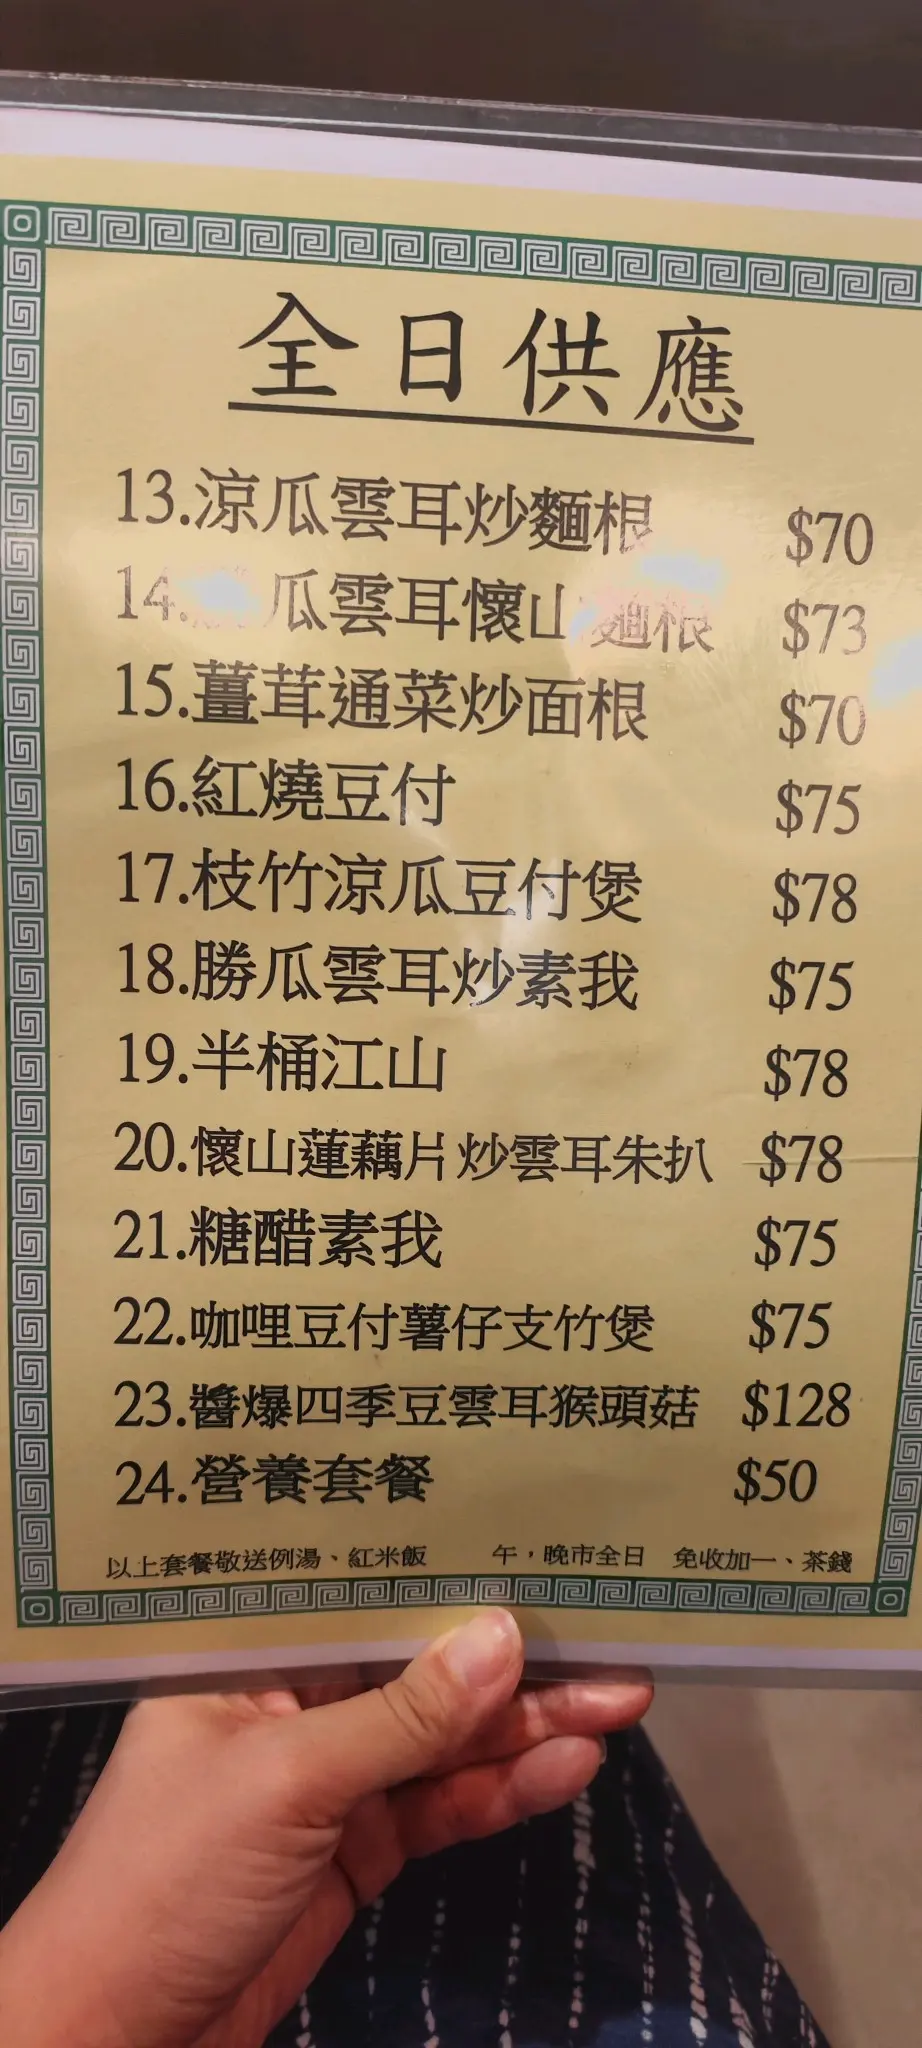 全日供應
13.涼瓜雲耳炒麵根 $70
14. 瓜雲耳懷山 麵根 $73
15.薑茸通菜炒面根 $70
16.紅燒豆付 $75
17.枝竹涼瓜豆付煲 $78
18.勝瓜雲耳炒素我 $75
19.半桶江山 $78
20.懷山蓮藕片炒雲耳朱扒 $78
21.糖醋素我 $75
22.咖哩豆付薯仔支竹煲 $75
23.醬爆四季豆雲耳猴頭菇 $128
24.營養套餐 $50
以上套餐敬送例湯、紅米飯 午，晚市全日 免收加一、茶錢